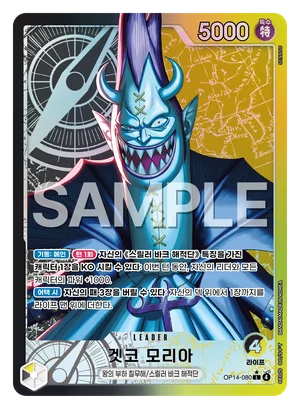 5000
특수
特
SAMPLE
기동:메인 턴 1회 자신의 《스릴러 바크 해적단》 특징을 가진
캐릭터 1장을 KO 시킬 수 있다: 이번 턴 동안, 자신의 리더와 모든
캐릭터의 파워 +1000.
어택 시 자신의 패 3장을 버릴 수 있다: 자신의 덱 위에서 1장까지를
라이프 맨 위에 더한다.
LEADER
겟코 모리아
왕의 부하 칠무해/스릴러 바크 해적단
4
라이프
OP14-080 L